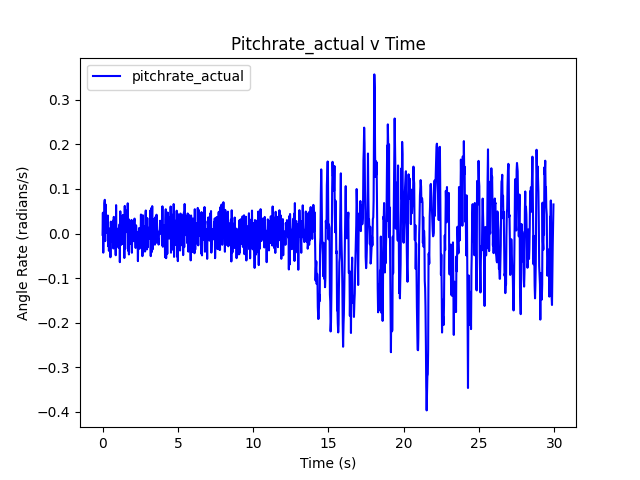 Pitchrate_actual v Time
pitchrate_actual
Angle Rate (radians/s)
0.3
0.2
0.1
0.0
−0.1
−0.2
−0.3
−0.4
0 5 10 15 20 25 30
Time (s)